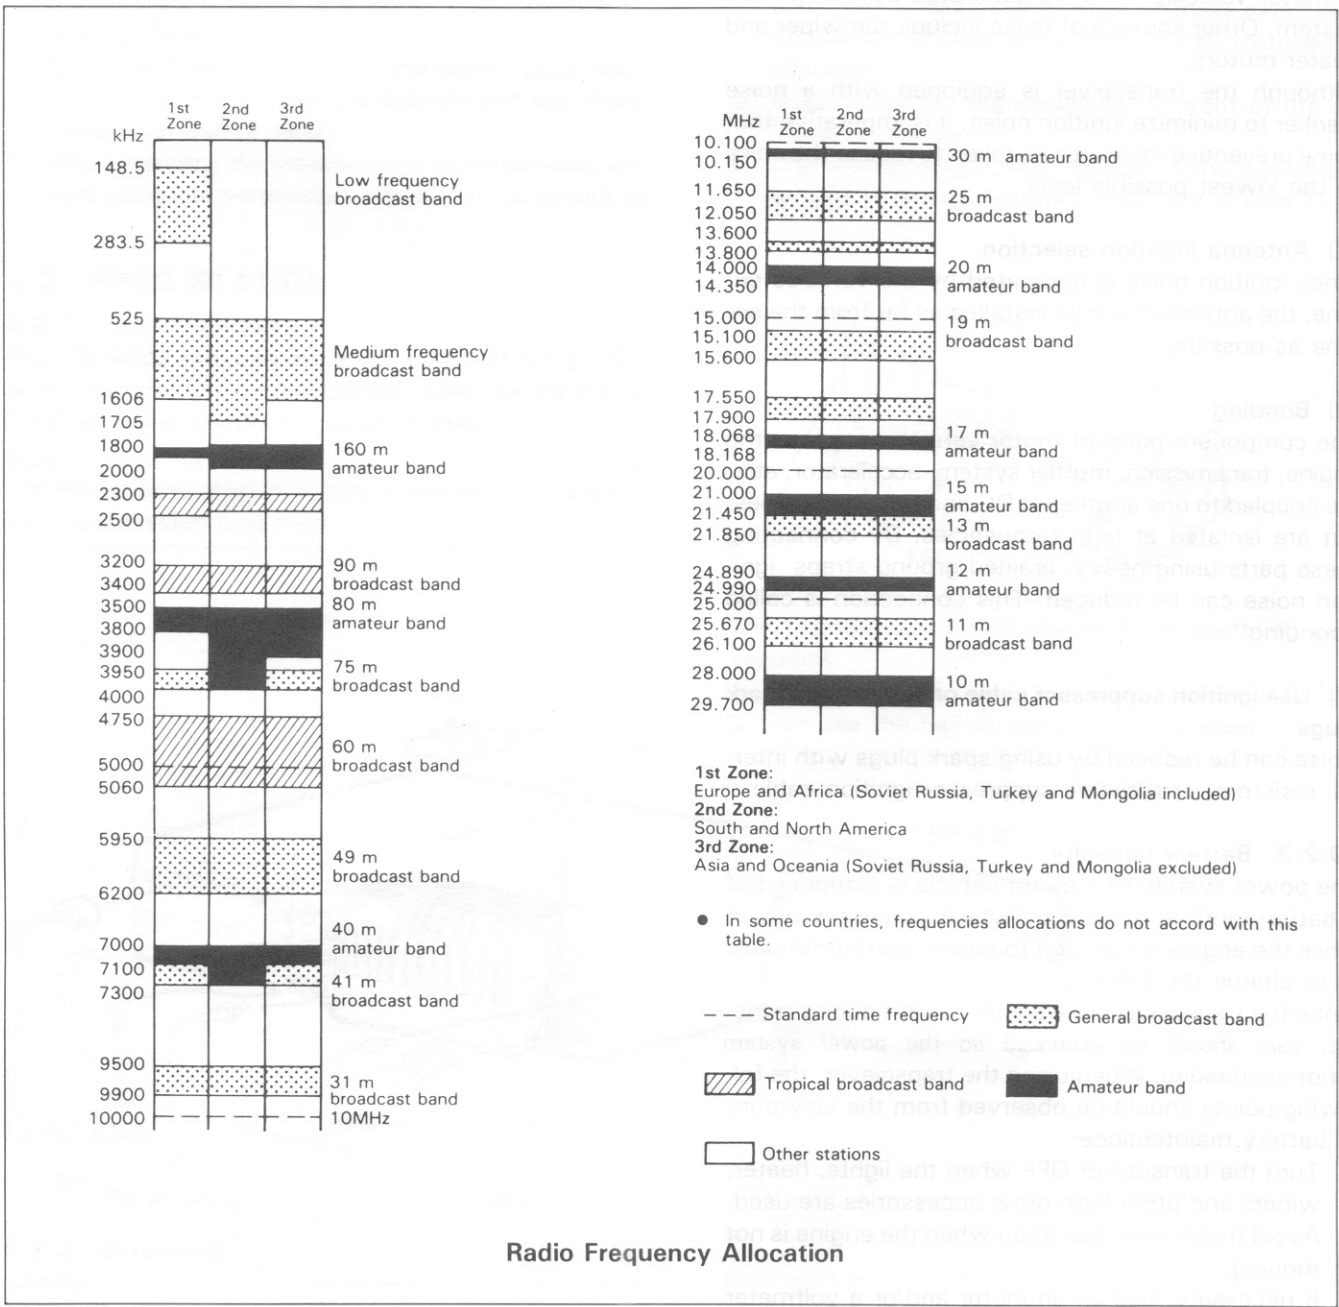 1st Zone
2nd Zone
3rd Zone
kHz
148.5
Low frequency
broadcast band
283.5
525
Medium frequency
broadcast band
1606
1705
1800
160 m
amateur band
2000
2300
2500
3200
90 m
3400
broadcast band
3500
80 m
amateur band
3800
3900
3950
75 m
broadcast band
4000
4750
60 m
broadcast band
5000
5060
5950
49 m
broadcast band
6200
40 m
amateur band
7000
7100
41 m
broadcast band
7300
9500
31 m
broadcast band
9900
10000
10MHz
MHz
1st Zone
2nd Zone
3rd Zone
10.100
10.150
30 m amateur band
11.650
25 m
broadcast band
12.050
13.600
13.800
14.000
20 m
amateur band
14.350
15.000
19 m
broadcast band
15.100
15.600
17.550
17.900
18.068
17 m
amateur band
18.168
20.000
21.000
15 m
amateur band
21.450
13 m
broadcast band
21.850
24.890
12 m
amateur band
24.990
25.000
25.670
11 m
broadcast band
26.100
28.000
10 m
amateur band
29.700
1st Zone:
Europe and Africa (Soviet Russia, Turkey and Mongolia included)
2nd Zone:
South and North America
3rd Zone:
Asia and Oceania (Soviet Russia, Turkey and Mongolia excluded)
● In some countries, frequencies allocations do not accord with this
table.
Standard time frequency
General broadcast band
Tropical broadcast band
Amateur band
Other stations
Radio Frequency Allocation